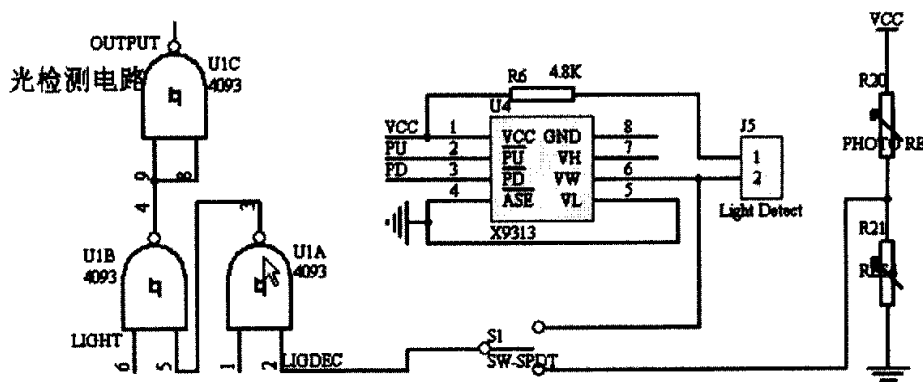 OUTPUT
光检测电路
U1C
4093
9
8
4
3
U1B
4093
U1A
4093
LIGHT
6
5
1
2
LIGDEC
R6
4.8K
U4
VCC
PU
PD
1
2
3
4
VCC
PU
PD
ASE
GND
VH
VW
VL
8
7
6
5
X9313
J5
1
2
Light Detect
S1
SW-SPDT
VCC
R20
PHOTO RE
R21